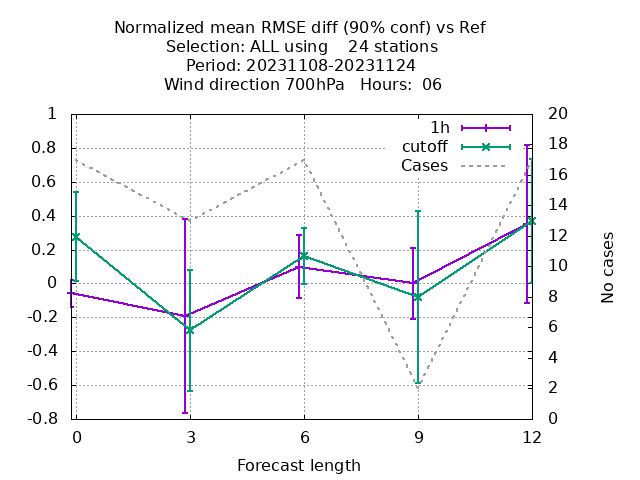 Normalized mean RMSE diff (90% conf) vs Ref
Selection: ALL using    24 stations
Period: 20231108-20231124
Wind direction 700hPa   Hours:  06
1
0.8
0.6
0.4
0.2
0
-0.2
-0.4
-0.6
-0.8
20
18
16
14
12
10
8
6
4
2
0
1h
cutoff
Cases
No cases
0 3 6 9 12
Forecast length